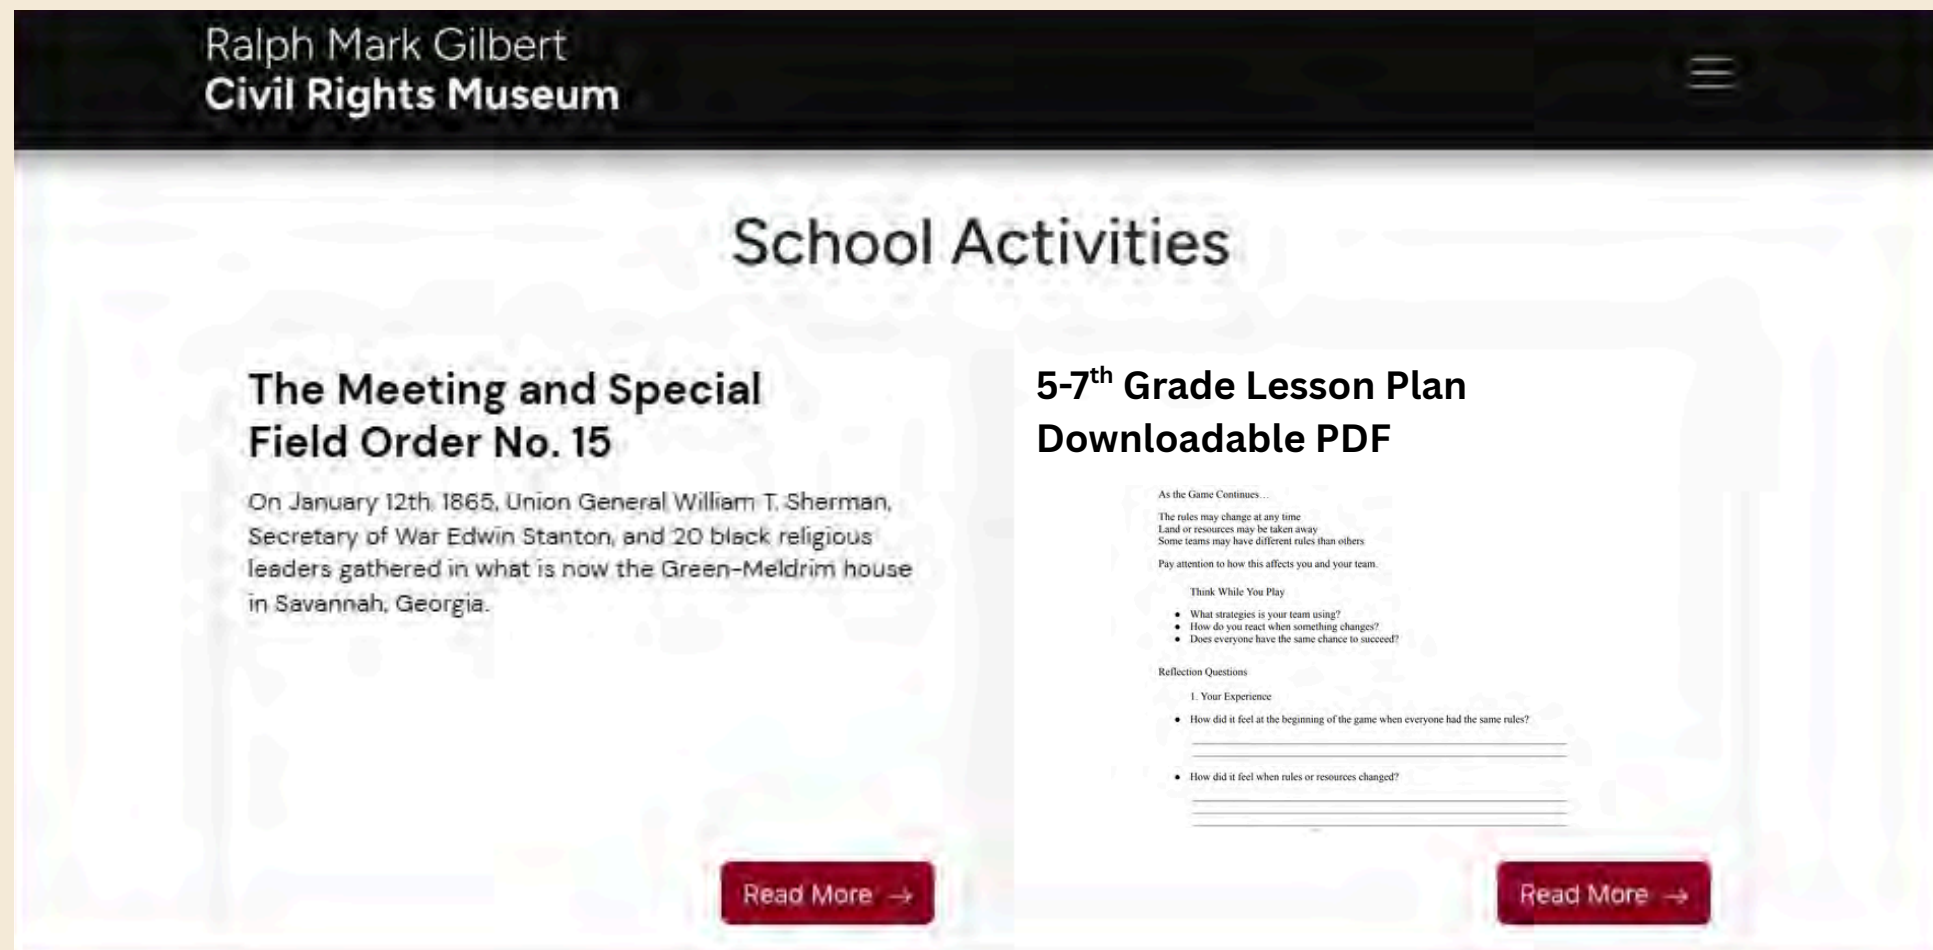 Ralph Mark Gilbert
Civil Rights Museum
School Activities
The Meeting and Special
Field Order No. 15
On January 12th, 1865, Union General William T. Sherman,
Secretary of War Edwin Stanton, and 20 black religious
leaders gathered in what is now the Green-Meldrim house
in Savannah, Georgia.
Read More →
5-7th Grade Lesson Plan
Downloadable PDF
As the Game Continues…
The rules may change at any time
Land or resources may be taken away
Some teams may have different rules than others
Pay attention to how this affects you and your team.
Think While You Play
● What strategies is your team using?
● How do you react when something changes?
● Does everyone have the same chance to succeed?
Reflection Questions
1. Your Experience
● How did it feel at the beginning of the game when everyone had the same rules?
● How did it feel when rules or resources changed?
Read More →